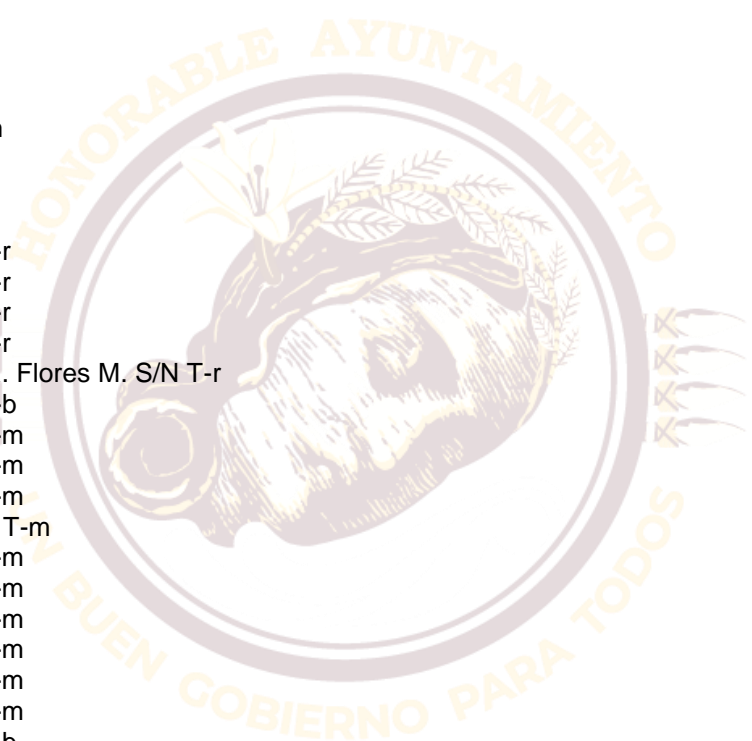 HONORABLE AYUNTAMIENTO
-r
-r
-r
-r
. Flores M. S/N T-r
-b
-m
-m
-m
T-m
-m
-m
-m
-m
-m
-m
UN BUEN GOBIERNO PARA TODOS